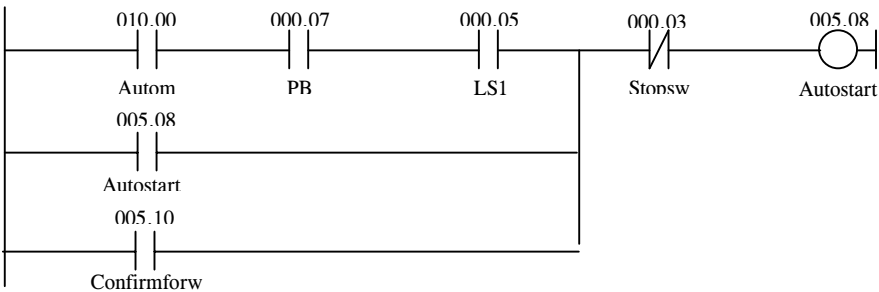 010.00 000.07 000.05 000.03 005.08
Autom PB LS1 Stopsw Autostart
005.08
Autostart
005.10
Confirmforw